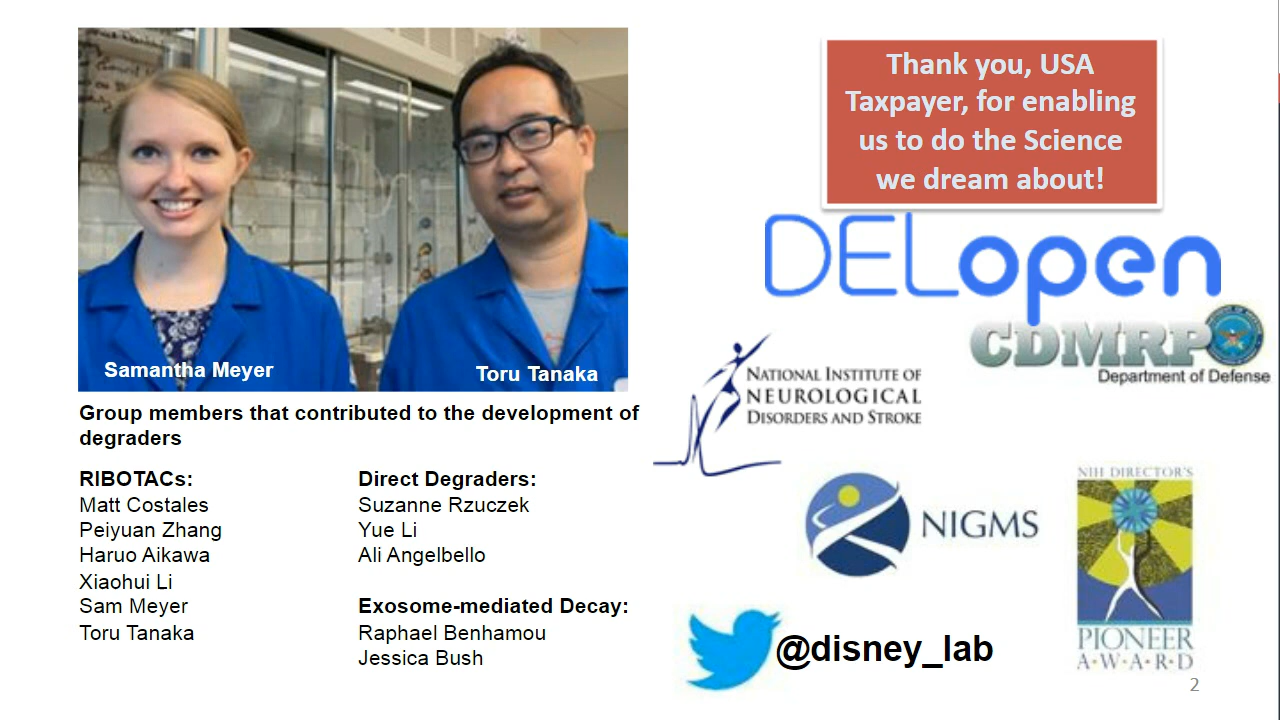 Samantha Meyer
Toru Tanaka
Group members that contributed to the development of
degraders
RIBOTACs:
Matt Costales
Peiyuan Zhang
Haruo Aikawa
Xiaohui Li
Sam Meyer
Toru Tanaka
Direct Degraders:
Suzanne Rzuczek
Yue Li
Ali Angelbello
Exosome-mediated Decay:
Raphael Benhamou
Jessica Bush
Thank you, USA
Taxpayer, for enabling
us to do the Science
we dream about!
DELopen
CDMRP
Department of Defense
NATIONAL INSTITUTE OF
NEUROLOGICAL
DISORDERS AND STROKE
NIGMS
NIH DIRECTOR'S
PIONEER
A·W·A·R·D
@disney_lab
2